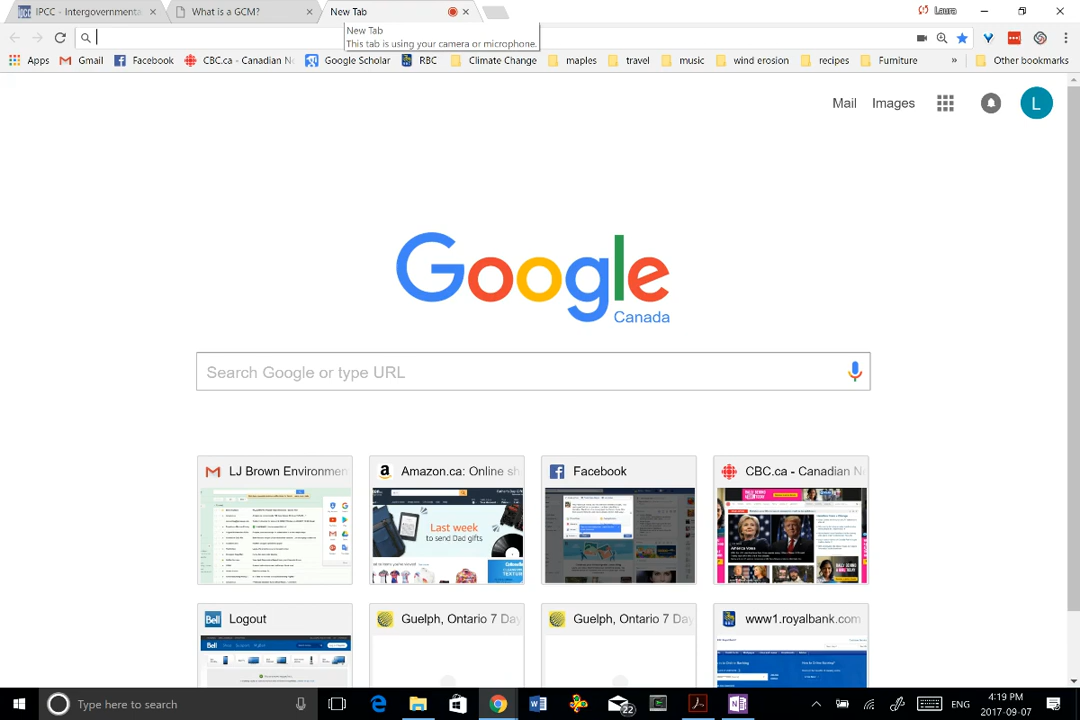 IPCC - Intergovernmenta
What is a GCM?
New Tab
Laura
New Tab
This tab is using your camera or microphone.
Apps
Gmail
Facebook
CBC.ca - Canadian N
Google Scholar
RBC
Climate Change
maples
travel
music
wind erosion
recipes
Furniture
»
Other bookmarks
Mail
Images
L
Google
Canada
Search Google or type URL
LJ Brown Environmen
Amazon.ca: Online sh
Facebook
CBC.ca - Canadian N
Last week
to send Dad gifts
Bell
Logout
Guelph, Ontario 7 Day
Guelph, Ontario 7 Day
www1.royalbank.com
Bell
Type here to search
22
ENG
4:19 PM
2017-09-07